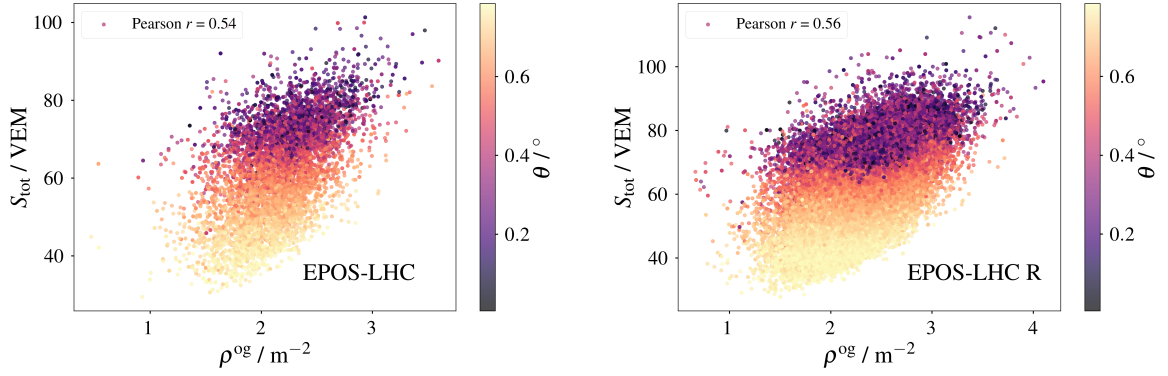 Pearson r = 0.54
100
80
60
40
S_tot / VEM
1
2
3
ρ^og / m^−2
EPOS-LHC
0.6
0.4
0.2
θ / °
Pearson r = 0.56
100
80
60
40
S_tot / VEM
1
2
3
4
ρ^og / m^−2
EPOS-LHC R
0.6
0.4
0.2
θ / °